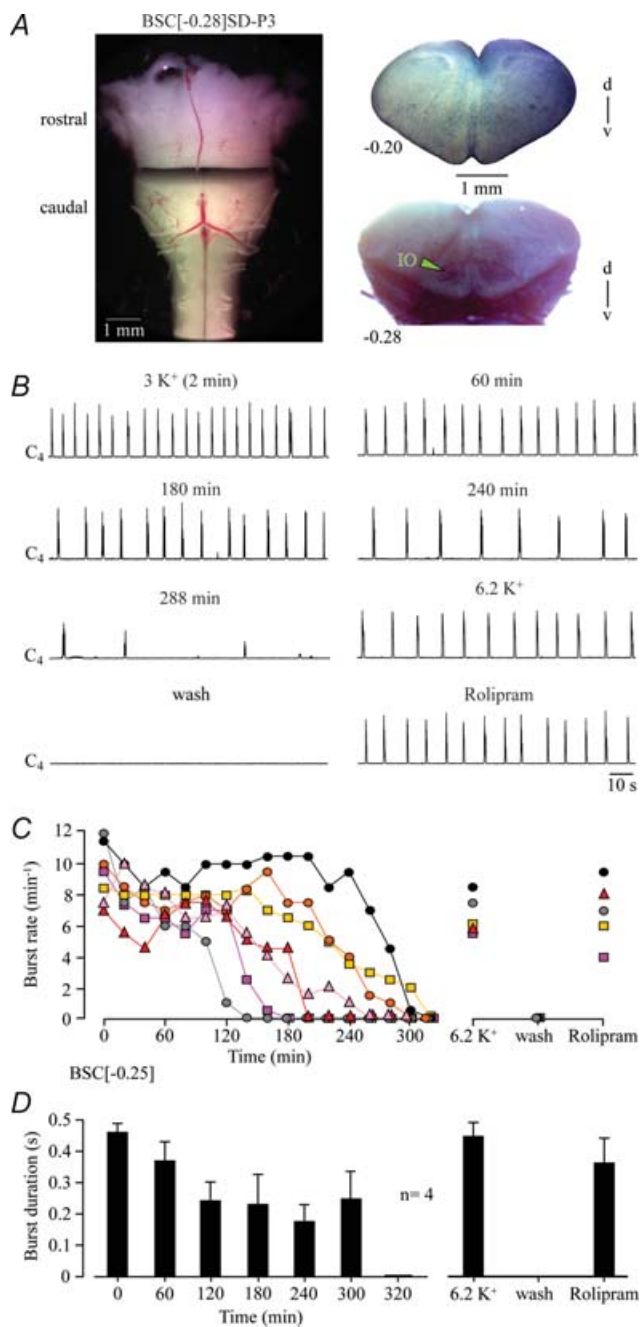 A
BSC[-0.28]SD-P3
rostral
caudal
1 mm
-0.20
d
v
1 mm
IO
-0.28
d
v
B
3 K⁺ (2 min)
60 min
C₄
180 min
240 min
C₄
288 min
6.2 K⁺
C₄
wash
Rolipram
C₄
10 s
C
Burst rate (min⁻¹)
12
10
8
6
4
2
0
0 60 120 180 240 300
Time (min)
6.2 K⁺ wash Rolipram
BSC[-0.25]
D
Burst duration (s)
0.5
0.4
0.3
0.2
0.1
0
n= 4
0 60 120 180 240 300 320
Time (min)
6.2 K⁺ wash Rolipram